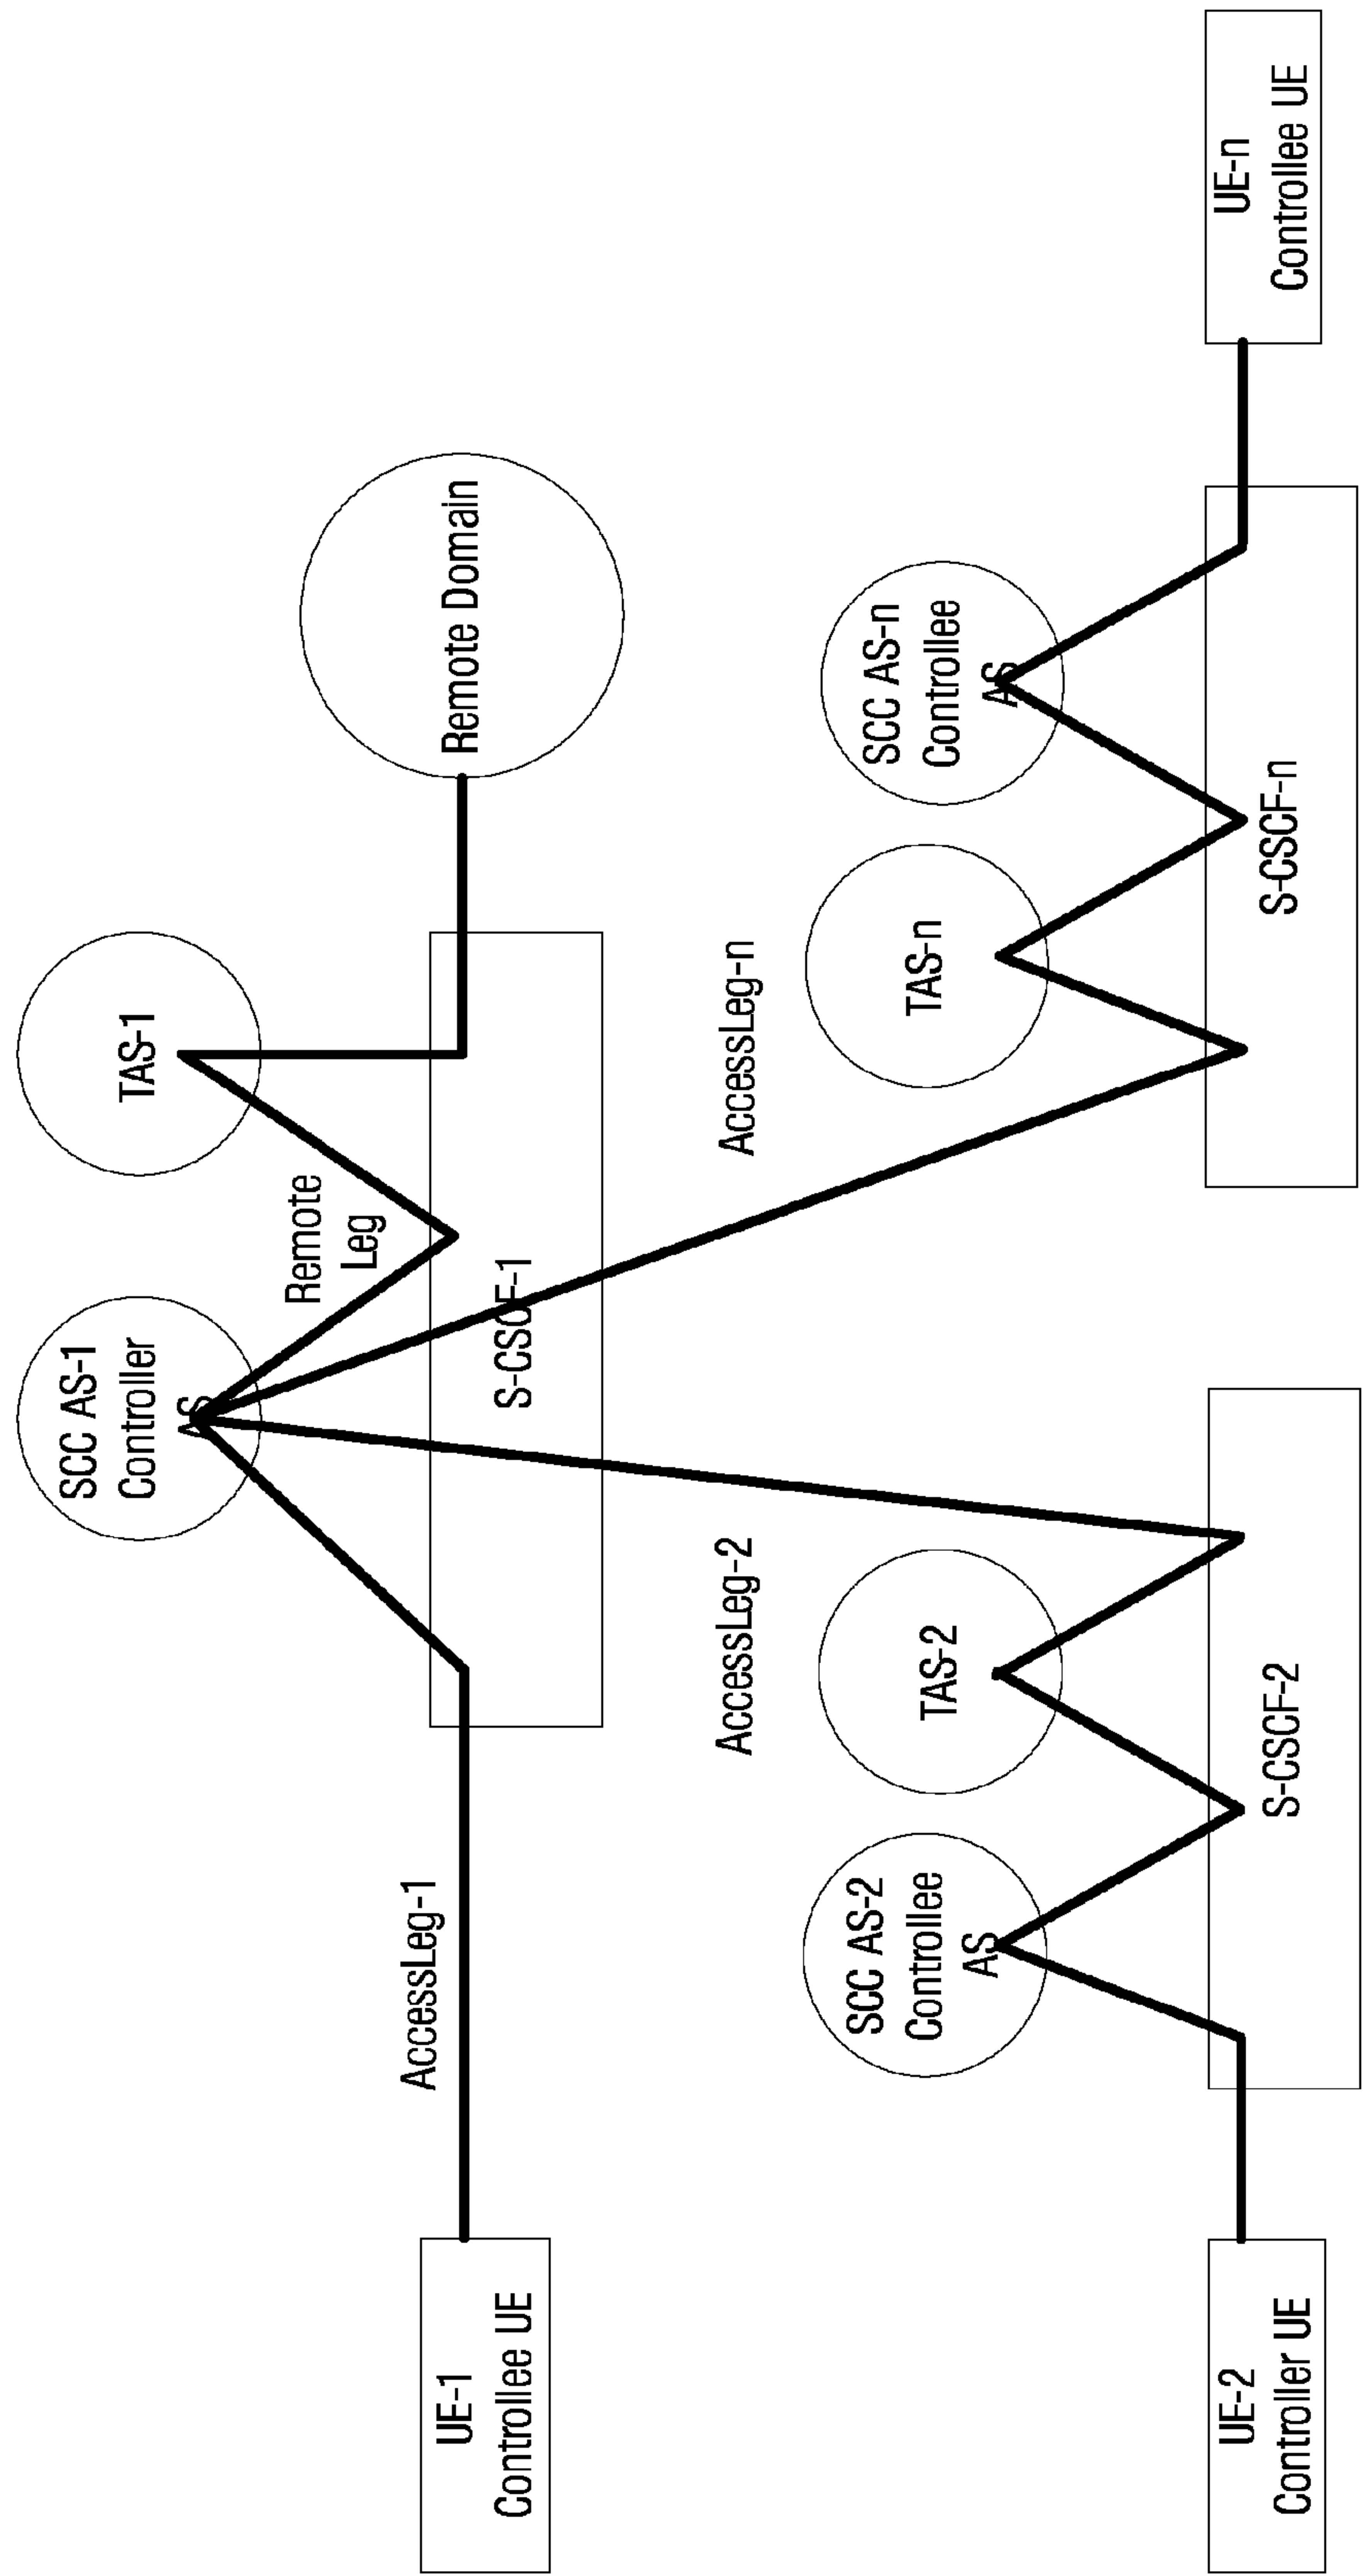 SCC AS-1
Controller
AS
TAS-1
Remote
Leg
Remote Domain
AccessLeg-1
S-CSCF-1
UE-1
Controllee UE
AccessLeg-2
AccessLeg-n
SCC AS-2
Controllee
AS
TAS-2
TAS-n
SCC AS-n
Controllee
AS
UE-2
Controller UE
S-CSCF-2
S-CSCF-n
UE-n
Controllee UE